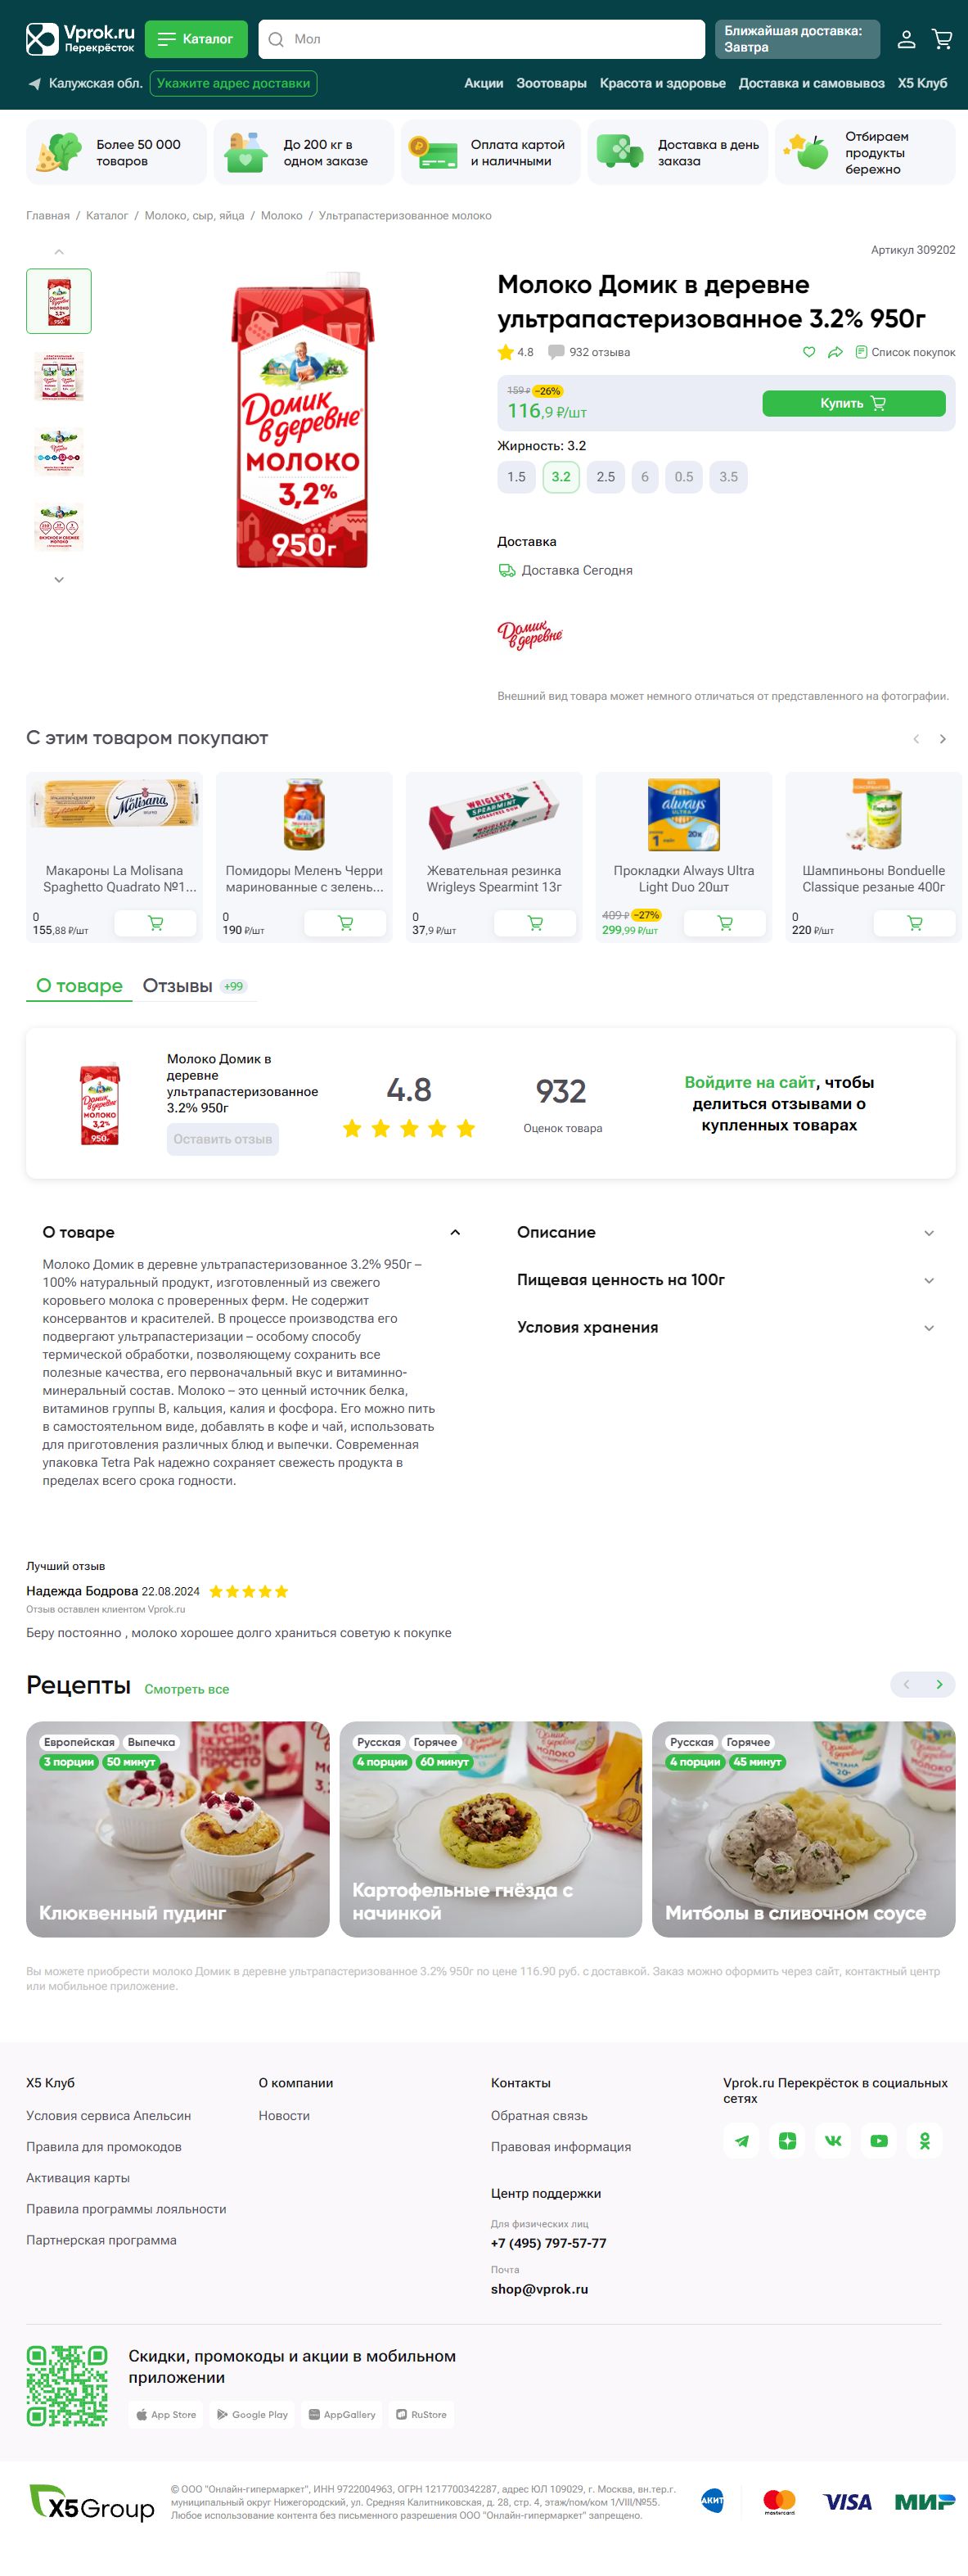 Vprok.ru
Перекрёсток
Каталог
Мол
Ближайшая доставка:
Завтра
Калужская обл.
Укажите адрес доставки
Акции
Зоотовары
Красота и здоровье
Доставка и самовывоз
Х5 Клуб
Более 50 000
товаров
До 200 кг в
одном заказе
Оплата картой
и наличными
Доставка в день
заказа
Отбираем
продукты
бережно
Главная / Каталог / Молоко, сыр, яйца / Молоко / Ультрапастеризованное молоко
Артикул 309202
Домик
в деревне
МОЛОКО
3,2%
950г
Молоко Домик в деревне
ультрапастеризованное 3.2% 950г
4.8
932 отзыва
Список покупок
159 ₽ −26%
116,9 ₽/шт
Купить
Жирность: 3.2
1.5
3.2
2.5
6
0.5
3.5
Доставка
Доставка Сегодня
Домик
в деревне
Внешний вид товара может немного отличаться от представленного на фотографии.
С этим товаром покупают
La Molisana
WRIGLEY'S
SPEARMINT
always
ULTRA
Bonduelle
Макароны La Molisana
Spaghetto Quadrato №1...
0
155,88 ₽/шт
Помидоры Меленъ Черри
маринованные с зелень...
0
190 ₽/шт
Жевательная резинка
Wrigleys Spearmint 13г
0
37,9 ₽/шт
Прокладки Always Ultra
Light Duo 20шт
409 ₽ −27%
299,99 ₽/шт
Шампиньоны Bonduelle
Classique резаные 400г
0
220 ₽/шт
О товаре
Отзывы +99
Молоко Домик в
деревне
ультрапастеризованное
3.2% 950г
Оставить отзыв
4.8
932
Оценок товара
Войдите на сайт, чтобы
делиться отзывами о
купленных товарах
О товаре
Молоко Домик в деревне ультрапастеризованное 3.2% 950г –
100% натуральный продукт, изготовленный из свежего
коровьего молока с проверенных ферм. Не содержит
консервантов и красителей. В процессе производства его
подвергают ультрапастеризации – особому способу
термической обработки, позволяющему сохранить все
полезные качества, его первоначальный вкус и витаминно-
минеральный состав. Молоко – это ценный источник белка,
витаминов группы В, кальция, калия и фосфора. Его можно пить
в самостоятельном виде, добавлять в кофе и чай, использовать
для приготовления различных блюд и выпечки. Современная
упаковка Tetra Pak надежно сохраняет свежесть продукта в
пределах всего срока годности.
Описание
Пищевая ценность на 100г
Условия хранения
Лучший отзыв
Надежда Бодрова 22.08.2024
Отзыв оставлен клиентом Vprok.ru
Беру постоянно , молоко хорошее долго храниться советую к покупке
Рецепты
Смотреть все
Европейская
Выпечка
3 порции
50 минут
Клюквенный пудинг
Русская
Горячее
4 порции
60 минут
Картофельные гнёзда с
начинкой
Русская
Горячее
4 порции
45 минут
Митболы в сливочном соусе
Вы можете приобрести молоко Домик в деревне ультрапастеризованное 3.2% 950г по цене 116.90 руб. с доставкой. Заказ можно оформить через сайт, контактный центр
или мобильное приложение.
Х5 Клуб
Условия сервиса Апельсин
Правила для промокодов
Активация карты
Правила программы лояльности
Партнерская программа
О компании
Новости
Контакты
Обратная связь
Правовая информация
Центр поддержки
Для физических лиц
+7 (495) 797-57-77
Почта
shop@vprok.ru
Vprok.ru Перекрёсток в социальных
сетях
Скидки, промокоды и акции в мобильном
приложении
App Store
Google Play
AppGallery
RuStore
X5Group
© ООО "Онлайн-гипермаркет", ИНН 9722004963, ОГРН 1217700342287, адрес ЮЛ 109029, г. Москва, вн.тер.г.
муниципальный округ Нижегородский, ул. Средняя Калитниковская, д. 28, стр. 4, этаж/пом/ком 1/VIII/№955.
Любое использование контента без письменного разрешения ООО "Онлайн-гипермаркет" запрещено.
АКИТ
mastercard
VISA
МИР